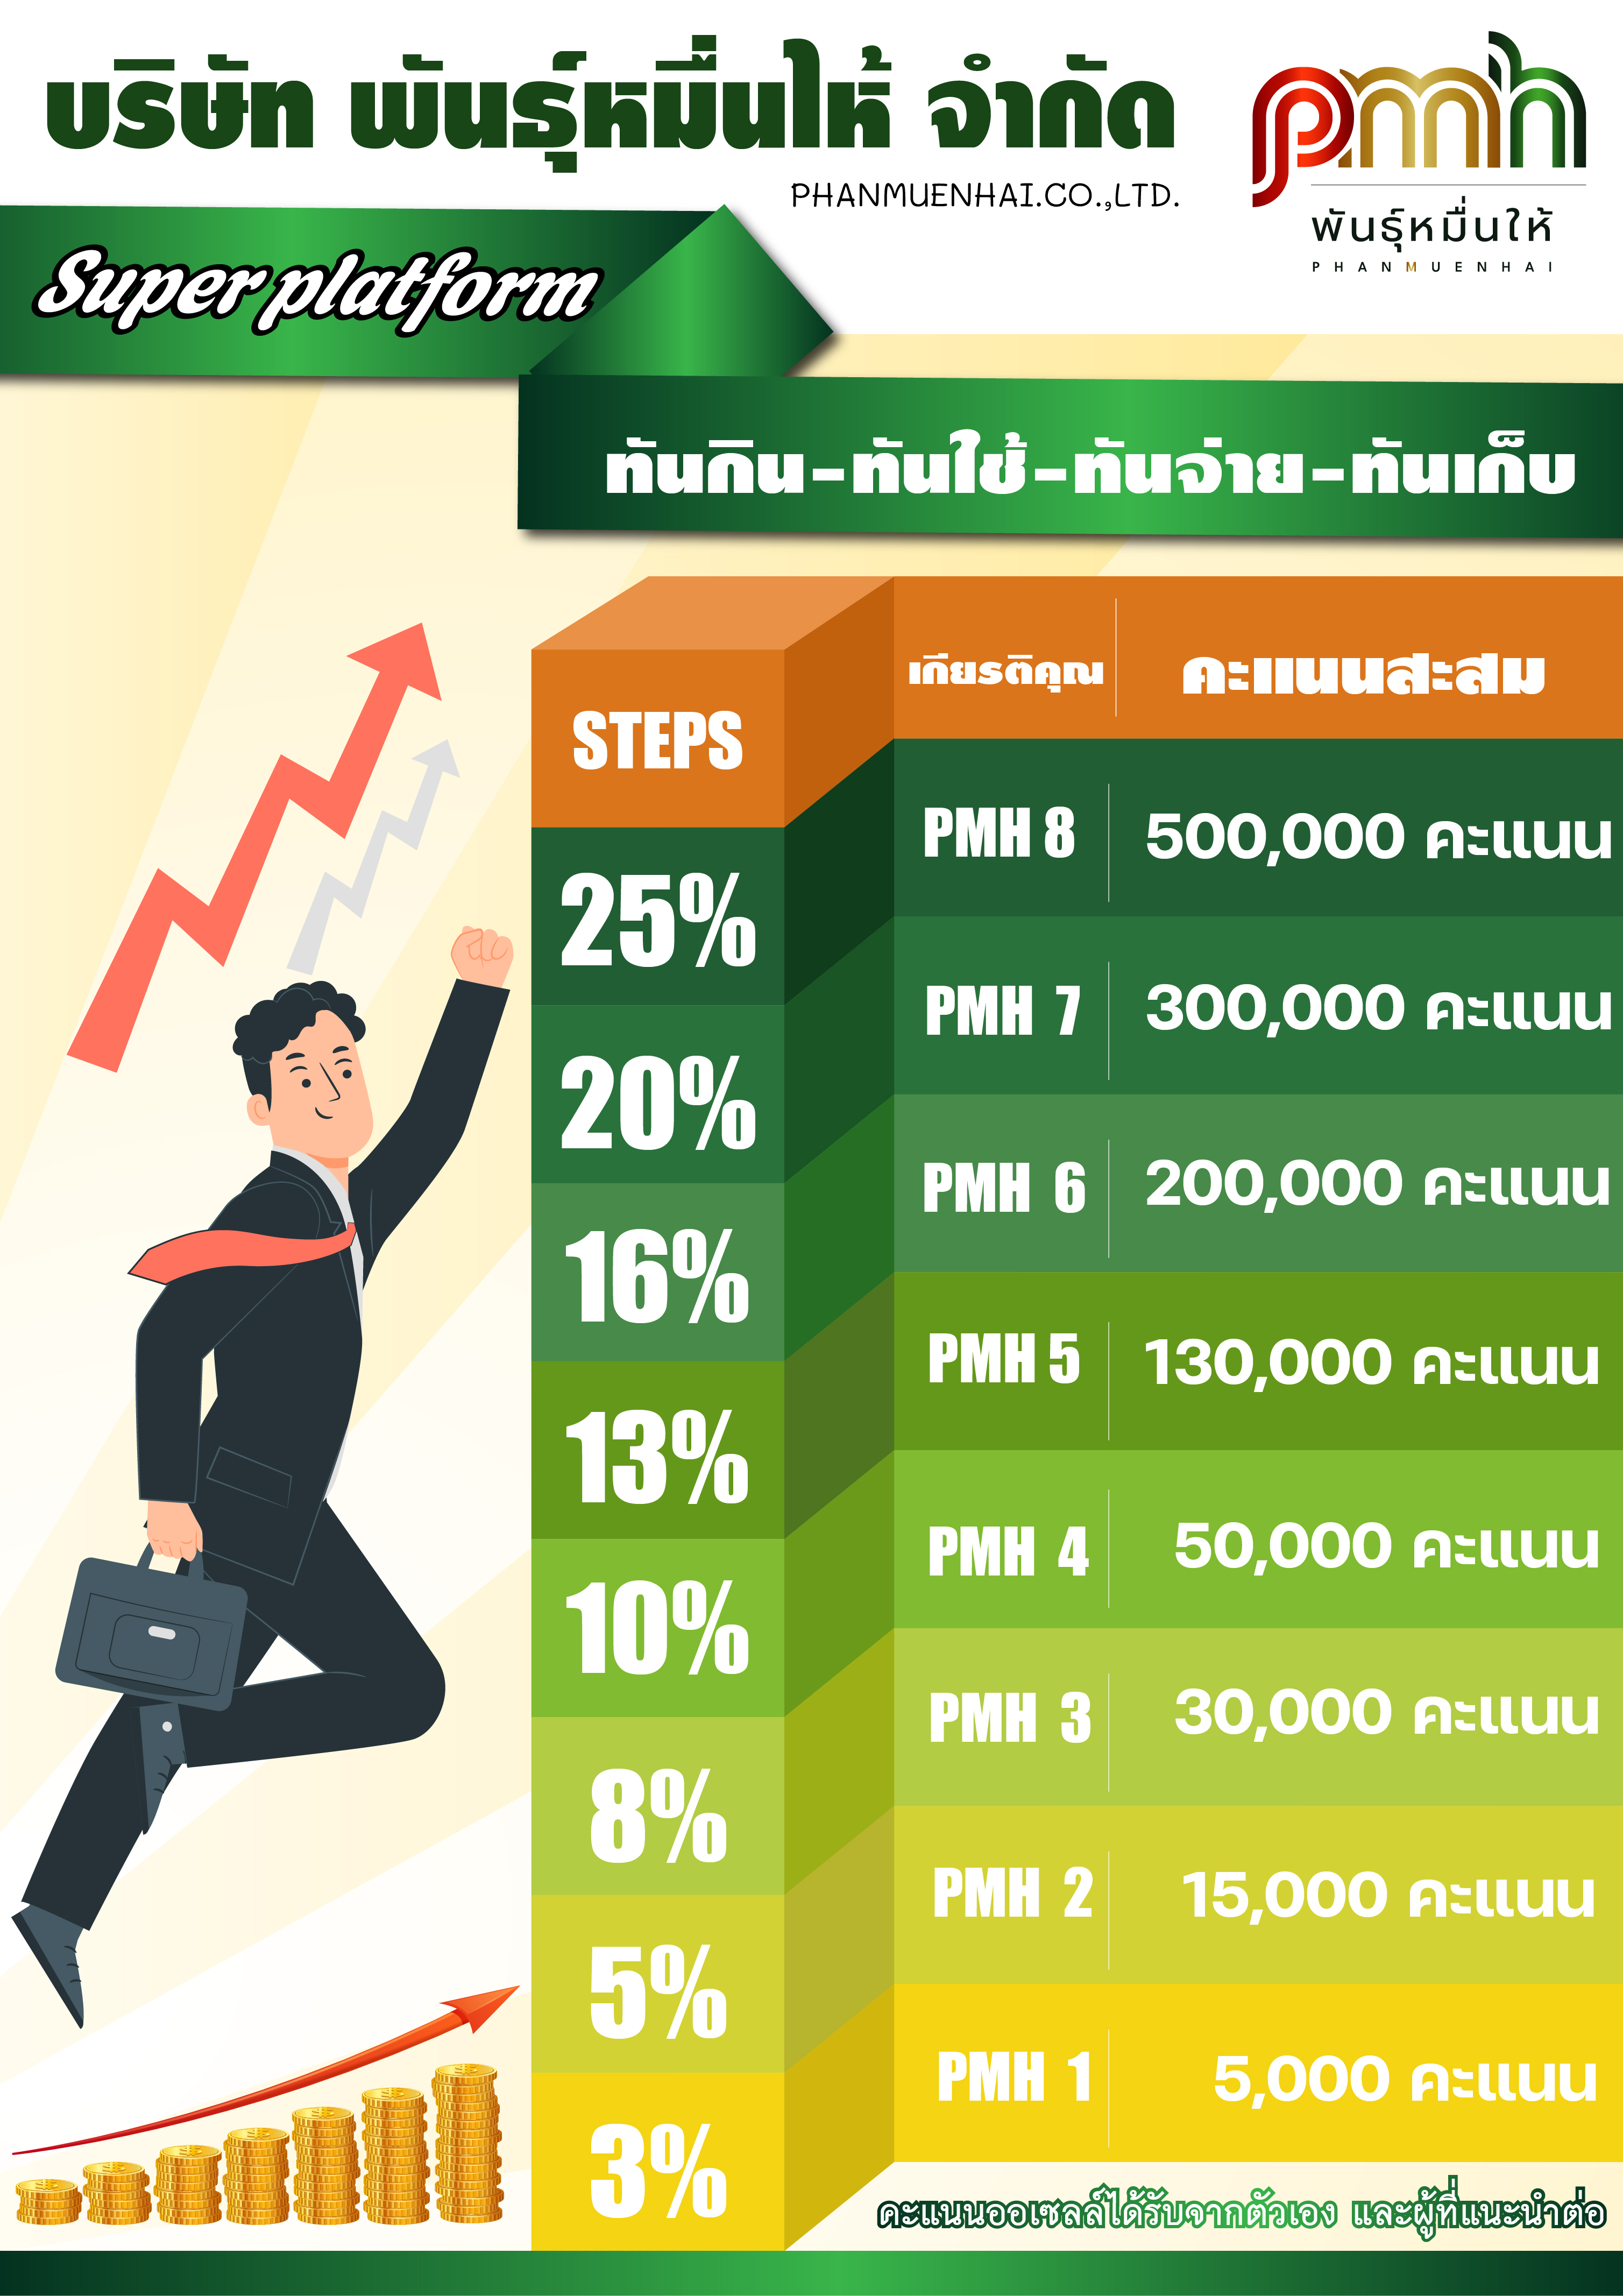 บริษัท พันธุ์หมื่นให้ จำกัด
PHANMUENHAI.CO.,LTD.
pmh
พันธุ์หมื่นให้
PHANMUENHAI
Super platform
ทันกิน-ทันใช้-ทันจ่าย-ทันเก็บ
STEPS เกียรติคุณ คะแนนสะสม
25% PMH 8 500,000 คะแนน
20% PMH 7 300,000 คะแนน
16% PMH 6 200,000 คะแนน
13% PMH 5 130,000 คะแนน
10% PMH 4 50,000 คะแนน
8% PMH 3 30,000 คะแนน
5% PMH 2 15,000 คะแนน
3% PMH 1 5,000 คะแนน
คะแนนออเซลล์ได้รับจากตัวเอง และผู้ที่แนะนำต่อ